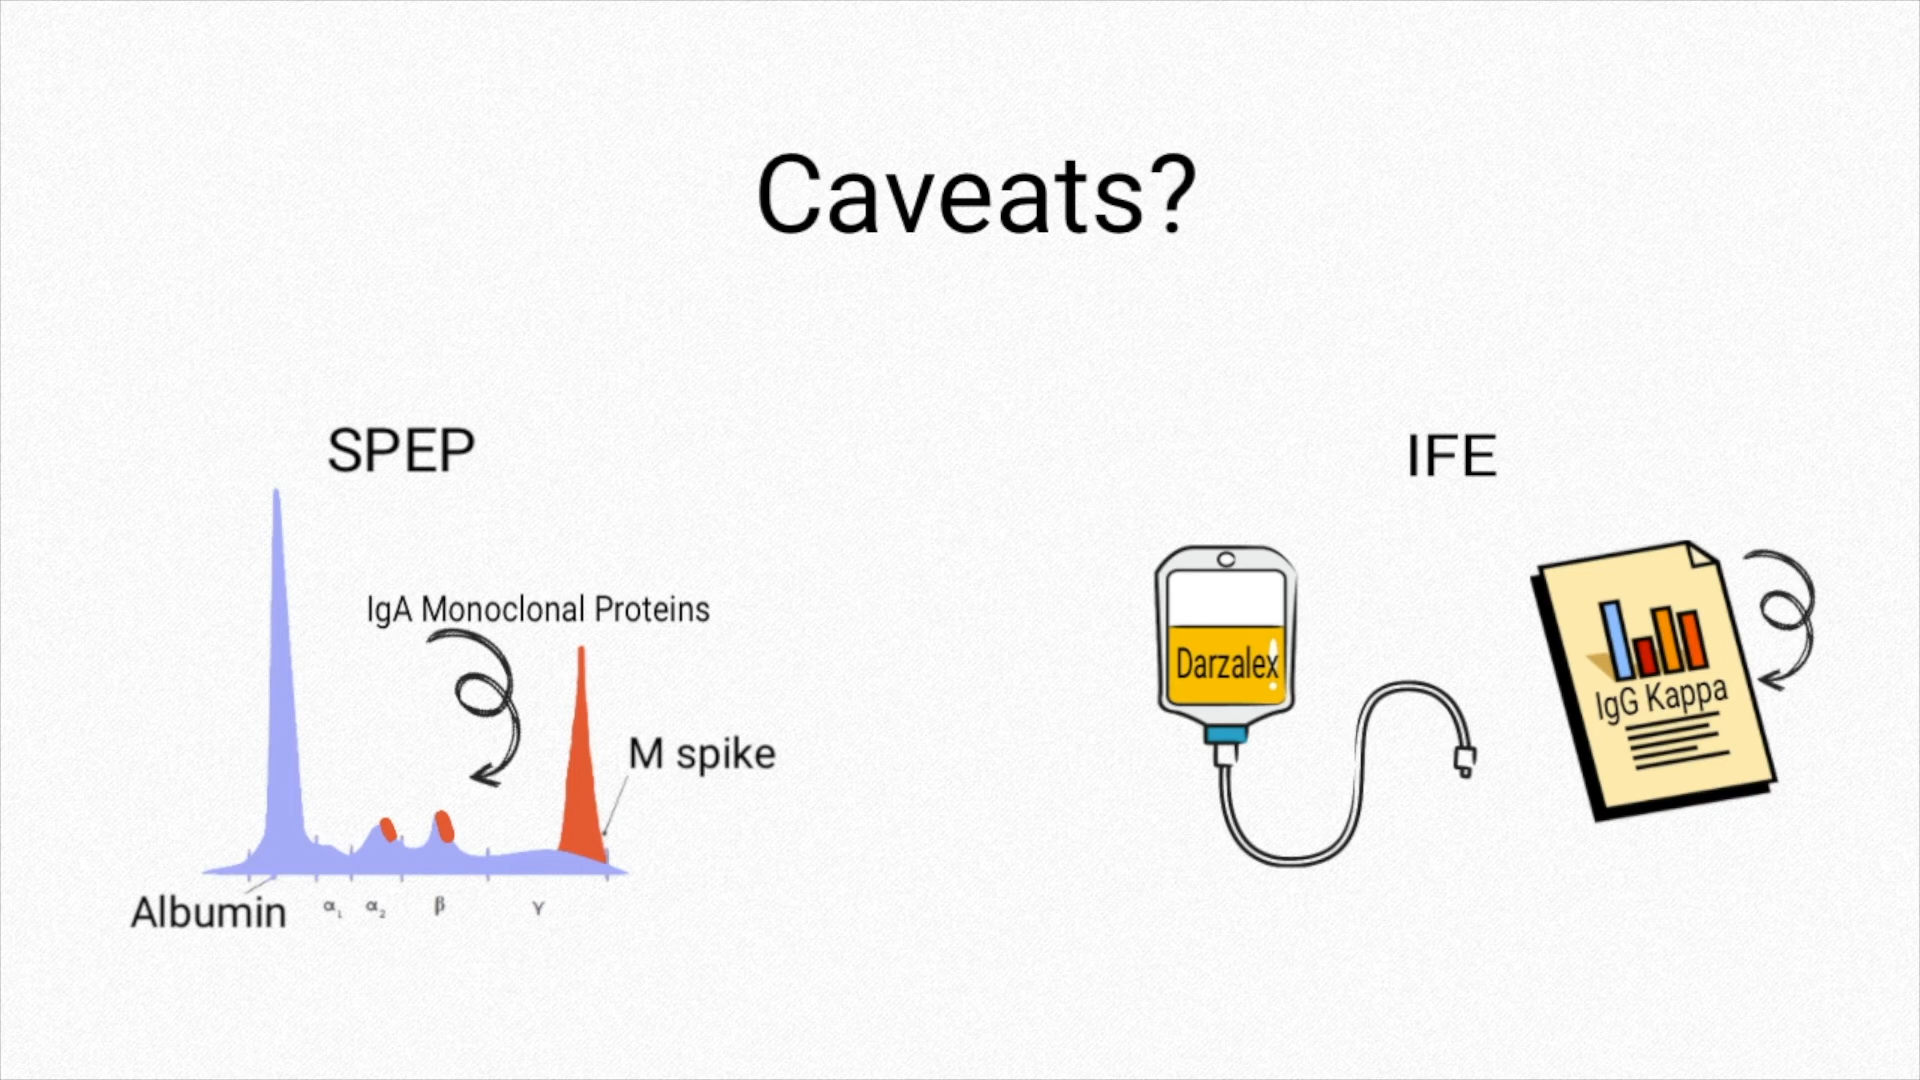 Caveats?
SPEP
IFE
IgA Monoclonal Proteins
M spike
Darzalex
IgG Kappa
Albumin
α₁ α₂ β γ